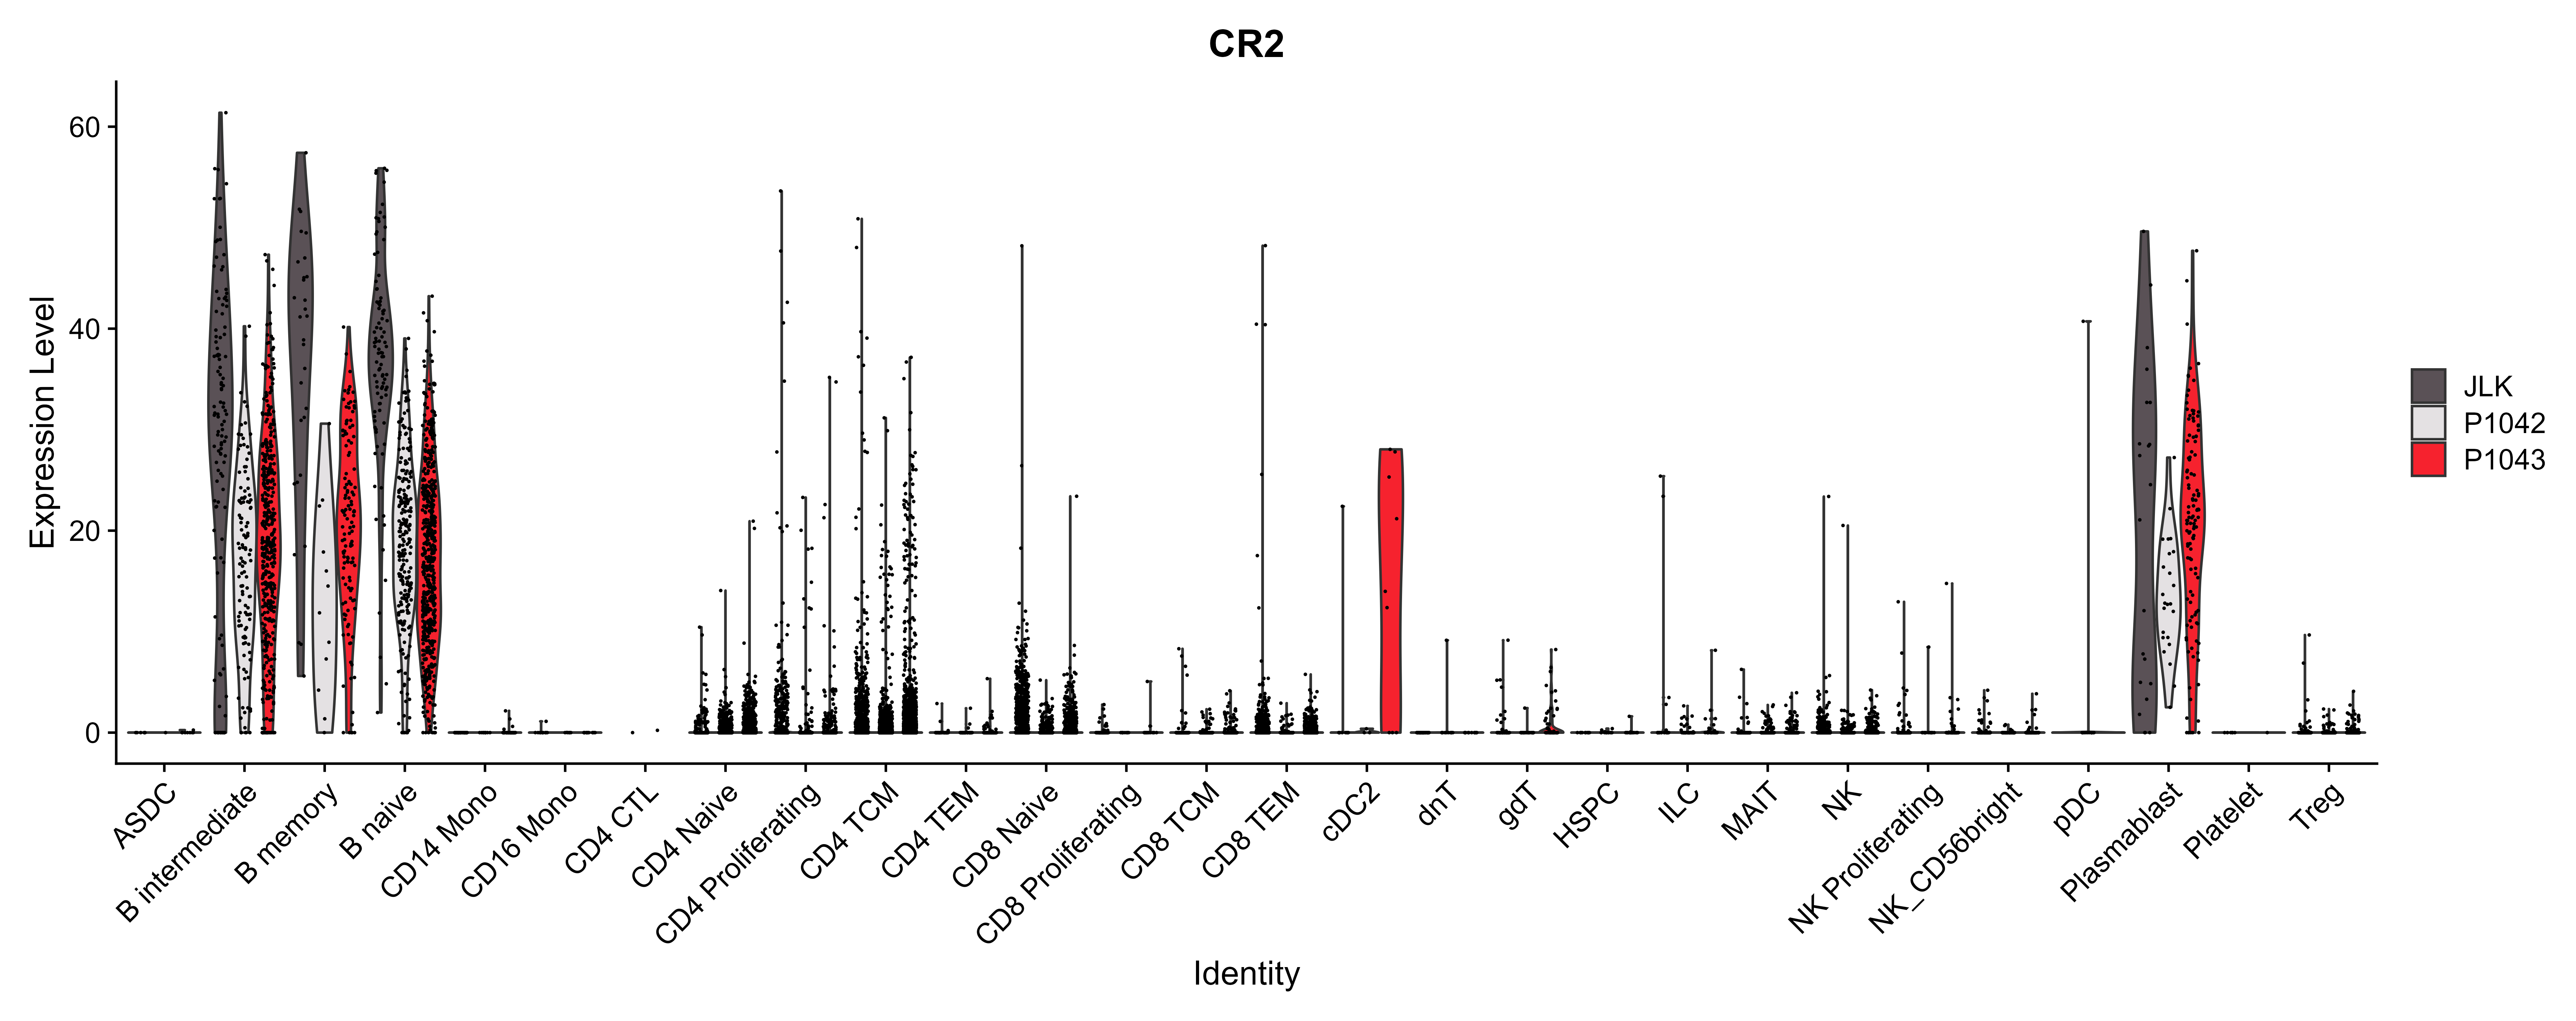 CR2
Expression Level
60
40
20
0
ASDC
B intermediate
B memory
B naive
CD14 Mono
CD16 Mono
CD4 CTL
CD4 Naive
CD4 Proliferating
CD4 TCM
CD4 TEM
CD8 Naive
CD8 Proliferating
CD8 TCM
CD8 TEM
cDC2
dnT
gdT
HSPC
ILC
MAIT
NK
NK Proliferating
NK_CD56bright
pDC
Plasmablast
Platelet
Treg
Identity
JLK
P1042
P1043